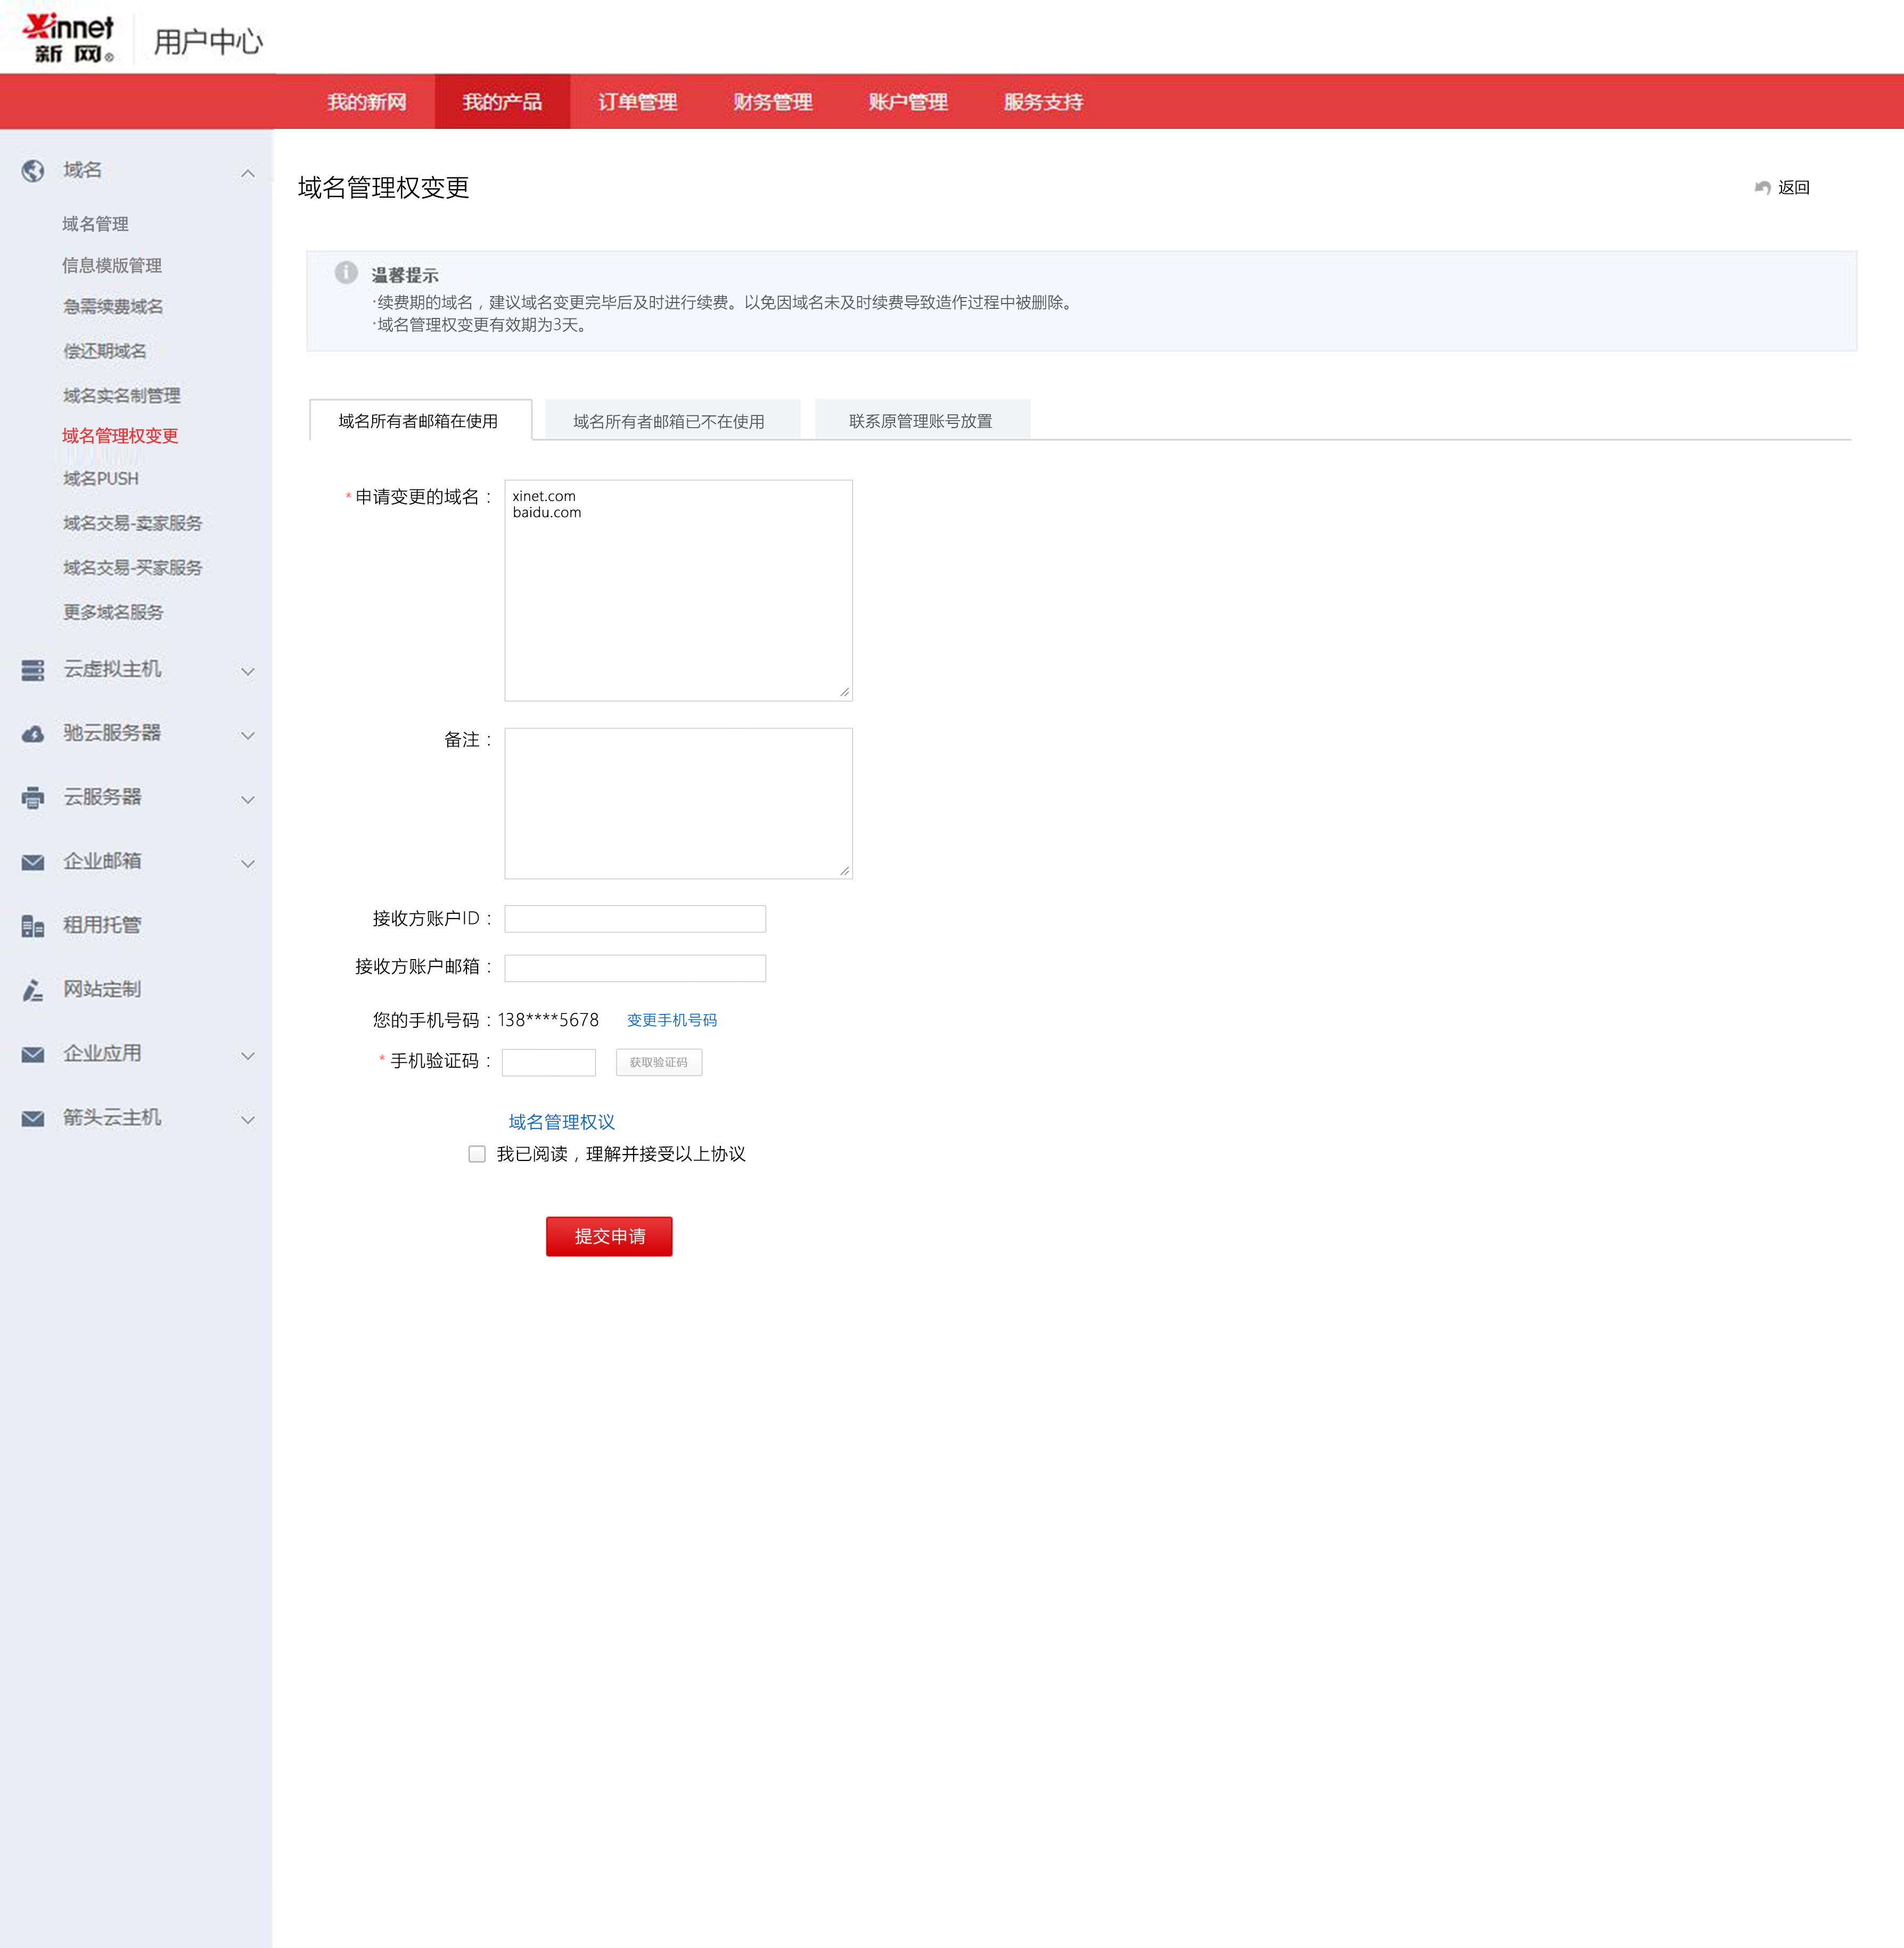 Xinnet
新网®
用户中心
我的新网 我的产品 订单管理 财务管理 账户管理 服务支持
域名
域名管理
信息模版管理
急需续费域名
偿还期域名
域名实名制管理
域名管理权变更
域名PUSH
域名交易-卖家服务
域名交易-买家服务
更多域名服务
云虚拟主机
驰云服务器
云服务器
企业邮箱
租用托管
网站定制
企业应用
箭头云主机
域名管理权变更
返回
温馨提示
·续费期的域名，建议域名变更完毕后及时进行续费。以免因域名未及时续费导致造作过程中被删除。
·域名管理权变更有效期为3天。
域名所有者邮箱在使用 域名所有者邮箱已不在使用 联系原管理账号放置
*申请变更的域名： xinet.com
baidu.com
备注：
接收方账户ID：
接收方账户邮箱：
您的手机号码：138****5678 变更手机号码
* 手机验证码： 获取验证码
域名管理权议
我已阅读，理解并接受以上协议
提交申请